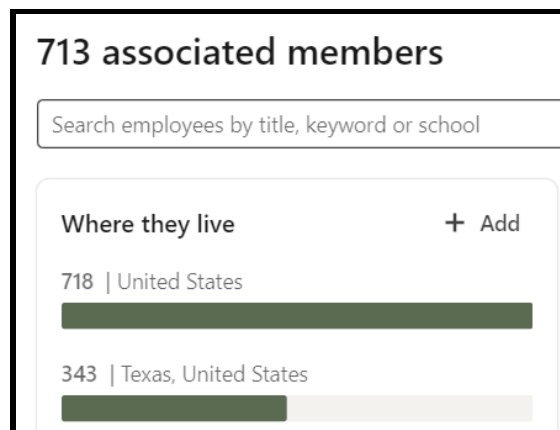 713 associated members
Search employees by title, keyword or school
Where they live
+ Add
718 | United States
343 | Texas, United States